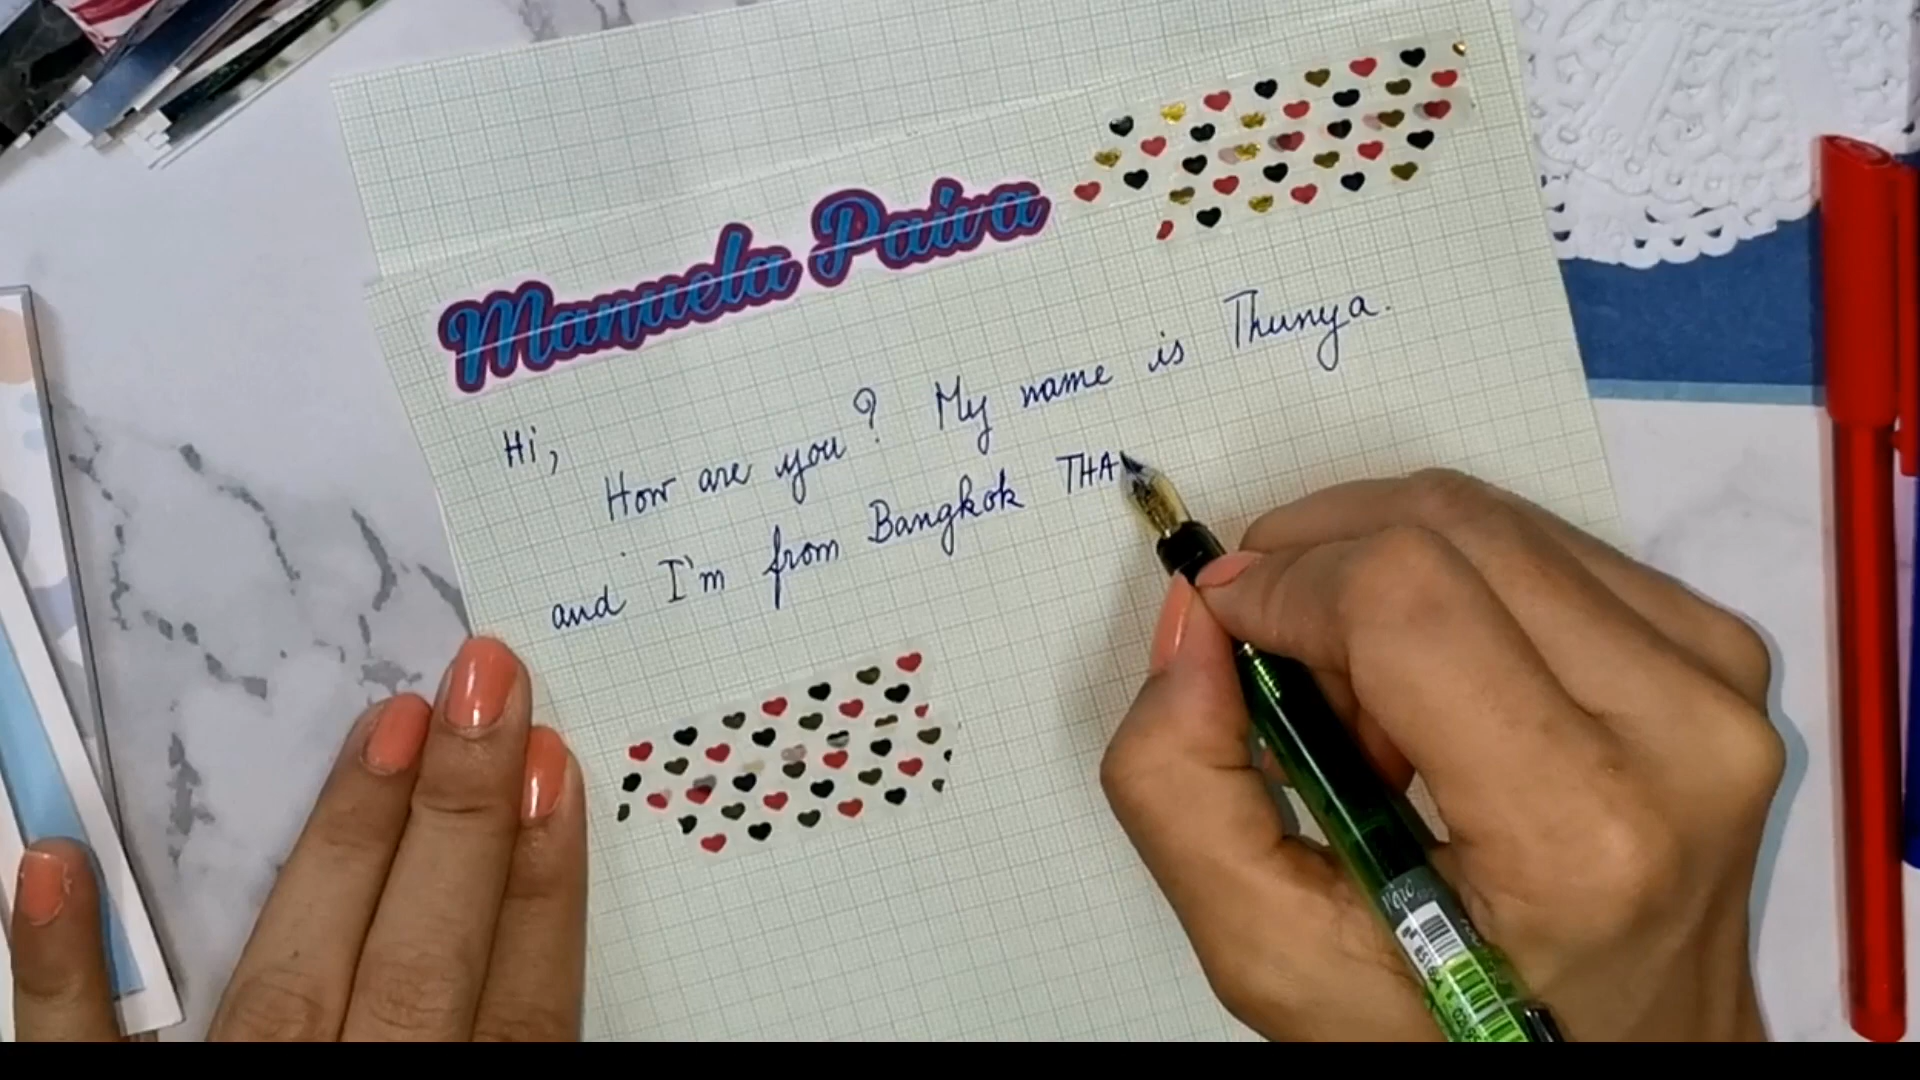 Manuela Paiva
Hi,
How are you? My name is Thunya.
and I'm from Bangkok THA